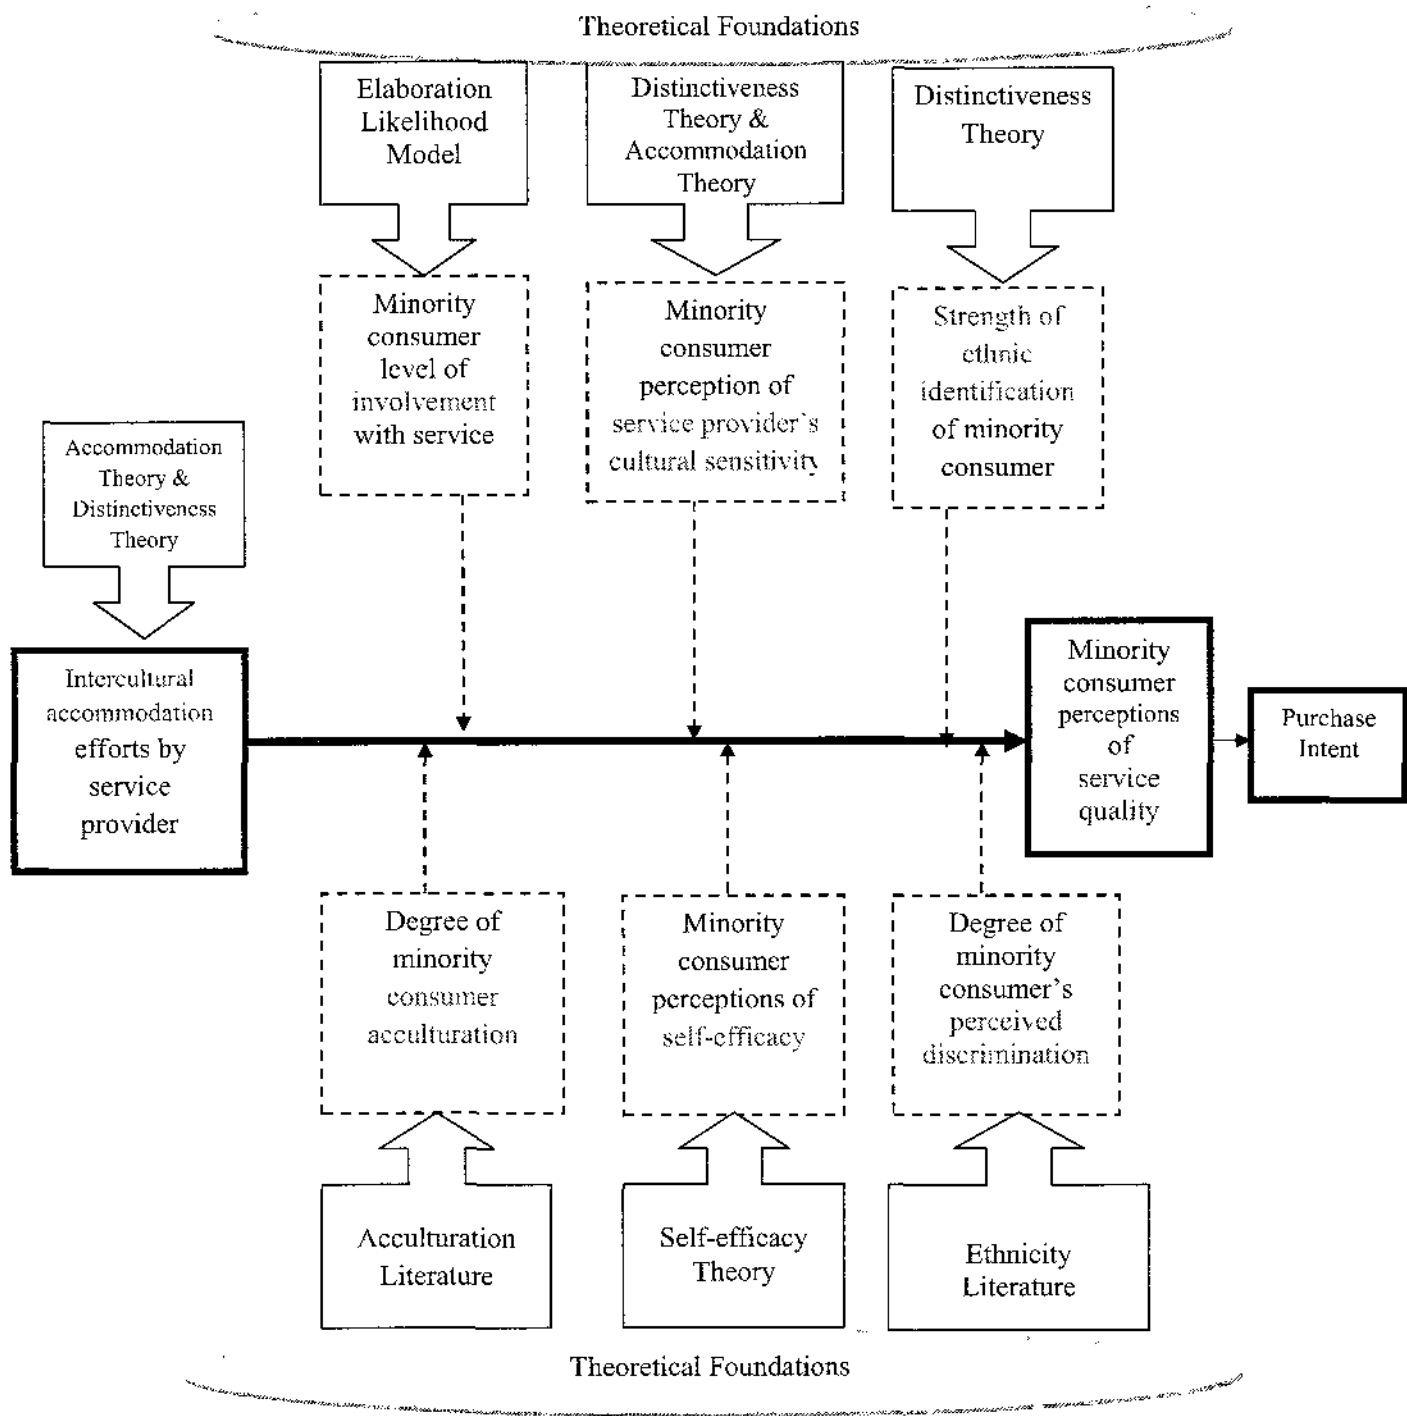 Theoretical Foundations
Elaboration
Likelihood
Model
Distinctiveness
Theory &
Accommodation
Theory
Distinctiveness
Theory
Minority
consumer
level of
involvement
with service
Minority
consumer
perception of
service provider's
cultural sensitivity
Strength of
ethnic
identification
of minority
consumer
Accommodation
Theory &
Distinctiveness
Theory
Intercultural
accommodation
efforts by
service
provider
Minority
consumer
perceptions
of
service
quality
Purchase
Intent
Degree of
minority
consumer
acculturation
Minority
consumer
perceptions of
self-efficacy
Degree of
minority
consumer's
perceived
discrimination
Acculturation
Literature
Self-efficacy
Theory
Ethnicity
Literature
Theoretical Foundations